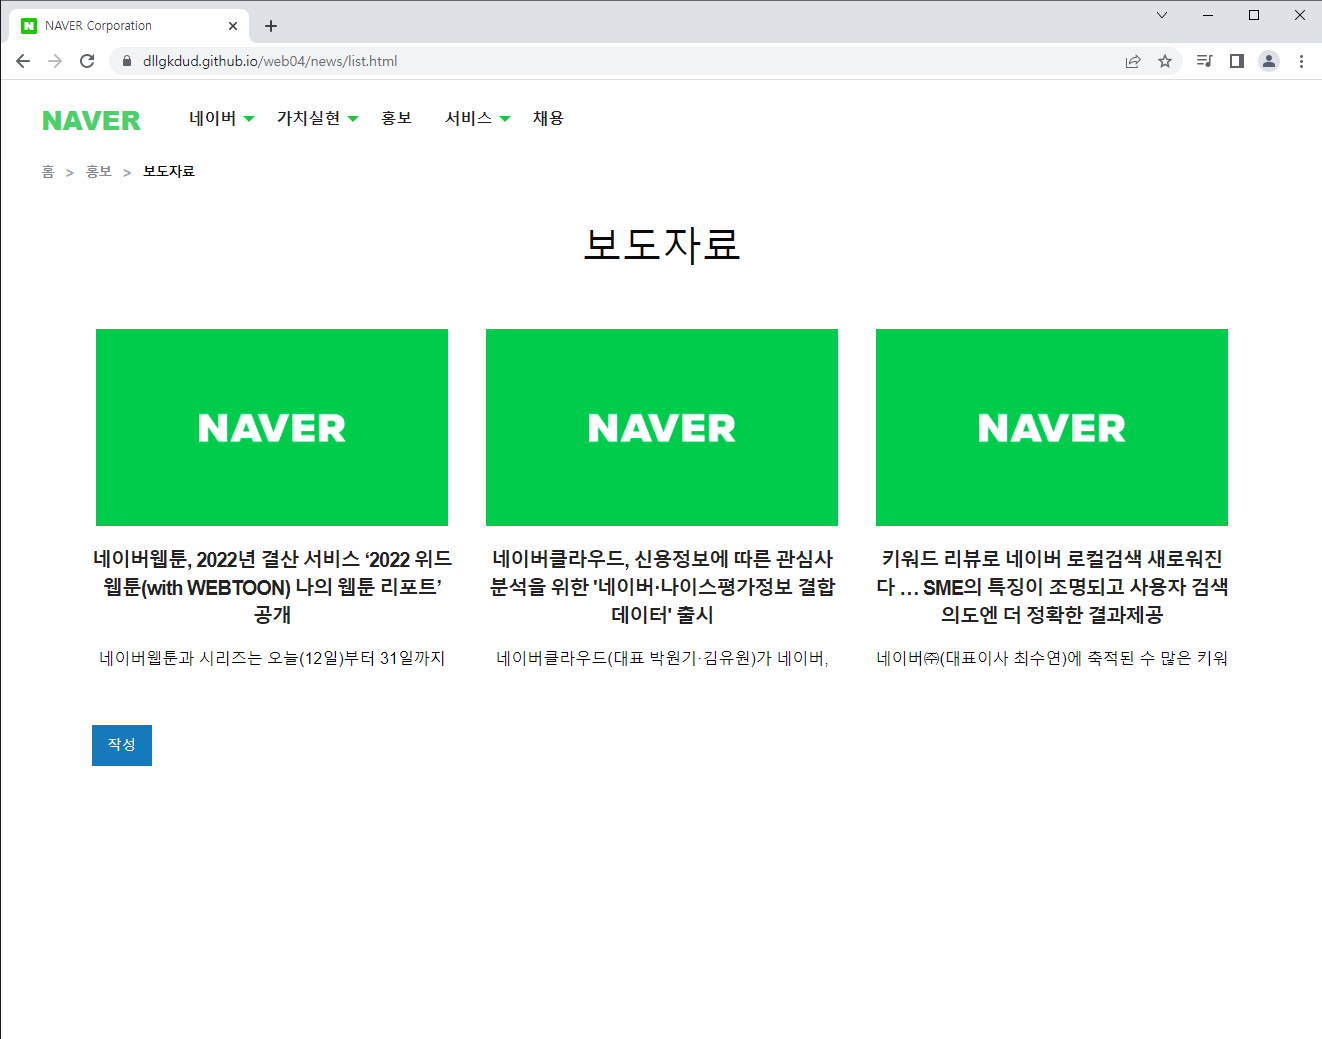 NAVER Corporation
dllgkdud.github.io/web04/news/list.html
NAVER 네이버 가치실현 홍보 서비스 채용
홈 > 홍보 > 보도자료
보도자료
NAVER
NAVER
NAVER
네이버웹툰, 2022년 결산 서비스 ‘2022 위드
웹툰(with WEBTOON) 나의 웹툰 리포트’
공개
네이버웹툰과 시리즈는 오늘(12일)부터 31일까지
네이버클라우드, 신용정보에 따른 관심사
분석을 위한 '네이버·나이스평가정보 결합
데이터' 출시
네이버클라우드(대표 박원기·김유원)가 네이버,
키워드 리뷰로 네이버 로컬검색 새로워진
다 … SME의 특징이 조명되고 사용자 검색
의도엔 더 정확한 결과제공
네이버㈜(대표이사 최수연)에 축적된 수 많은 키워
작성